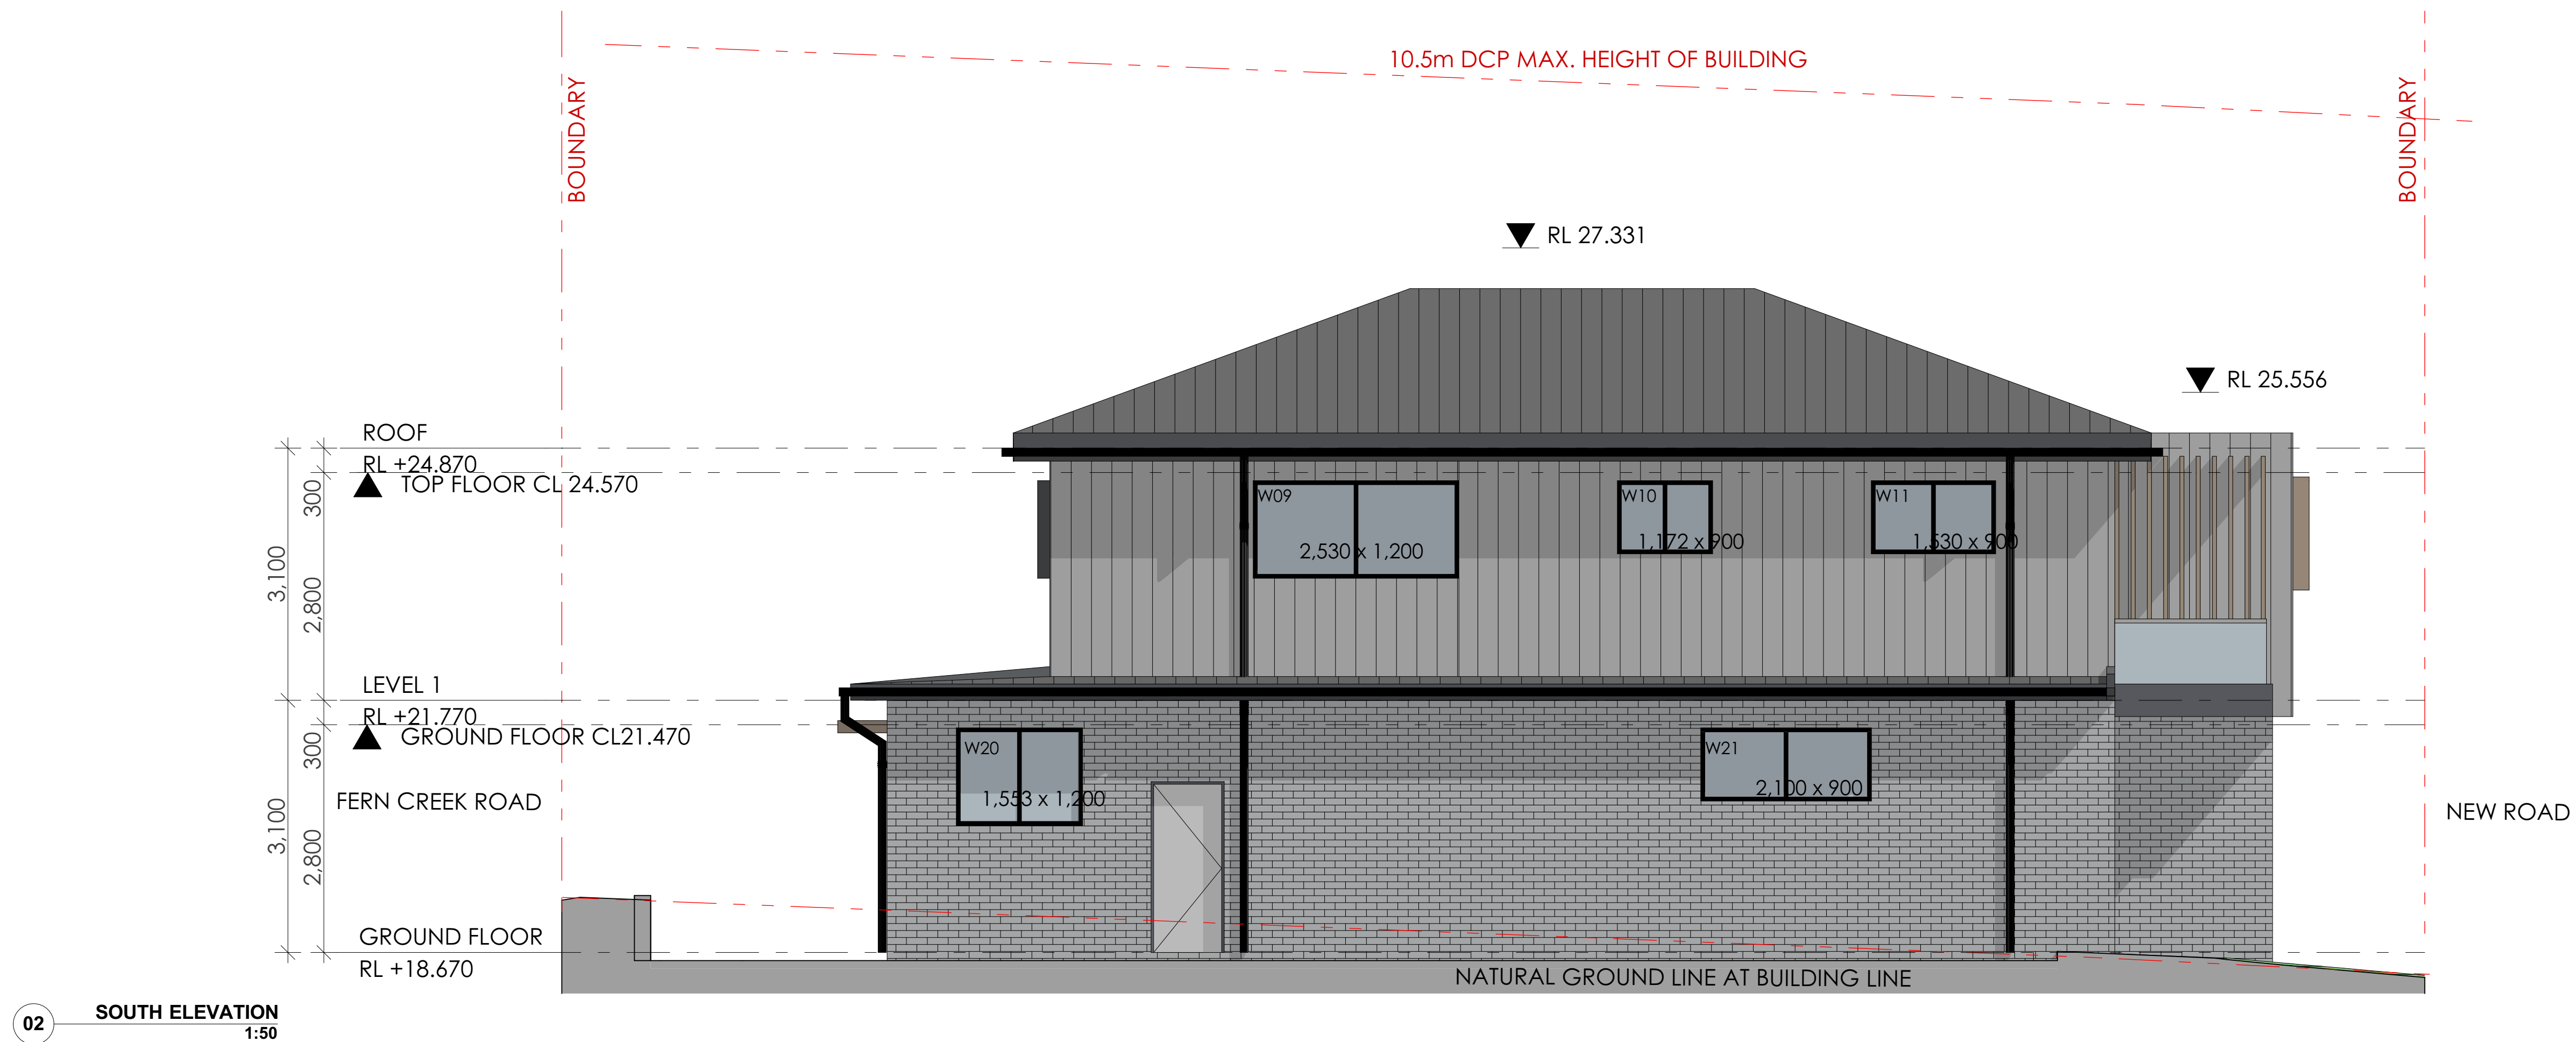 10.5m DCP MAX. HEIGHT OF BUILDING
BOUNDARY
BOUNDARY
RL 27.331
RL 25.556
ROOF
RL +24.870
TOP FLOOR CL 24.570
300
3,100
2,800
W09
2,530 x 1,200
W10
1,172 x 900
W11
1,530 x 900
LEVEL 1
RL +21.770
GROUND FLOOR CL21.470
300
3,100
2,800
W20
1,553 x 1,200
W21
2,100 x 900
FERN CREEK ROAD
NEW ROAD
GROUND FLOOR
RL +18.670
NATURAL GROUND LINE AT BUILDING LINE
02
SOUTH ELEVATION
1:50